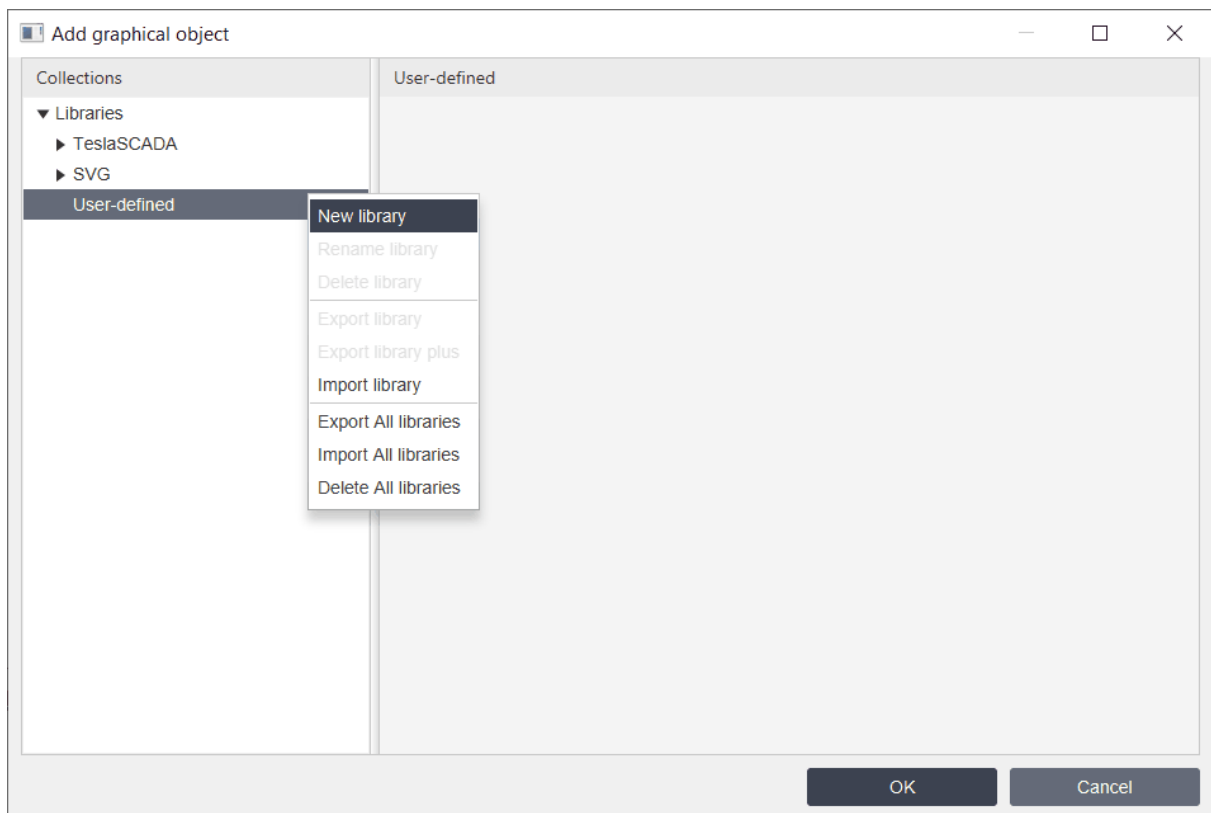 Add graphical object
Collections
User-defined
Libraries
TeslaSCADA
SVG
User-defined
New library
Rename library
Delete library
Export library
Export library plus
Import library
Export All libraries
Import All libraries
Delete All libraries
OK
Cancel